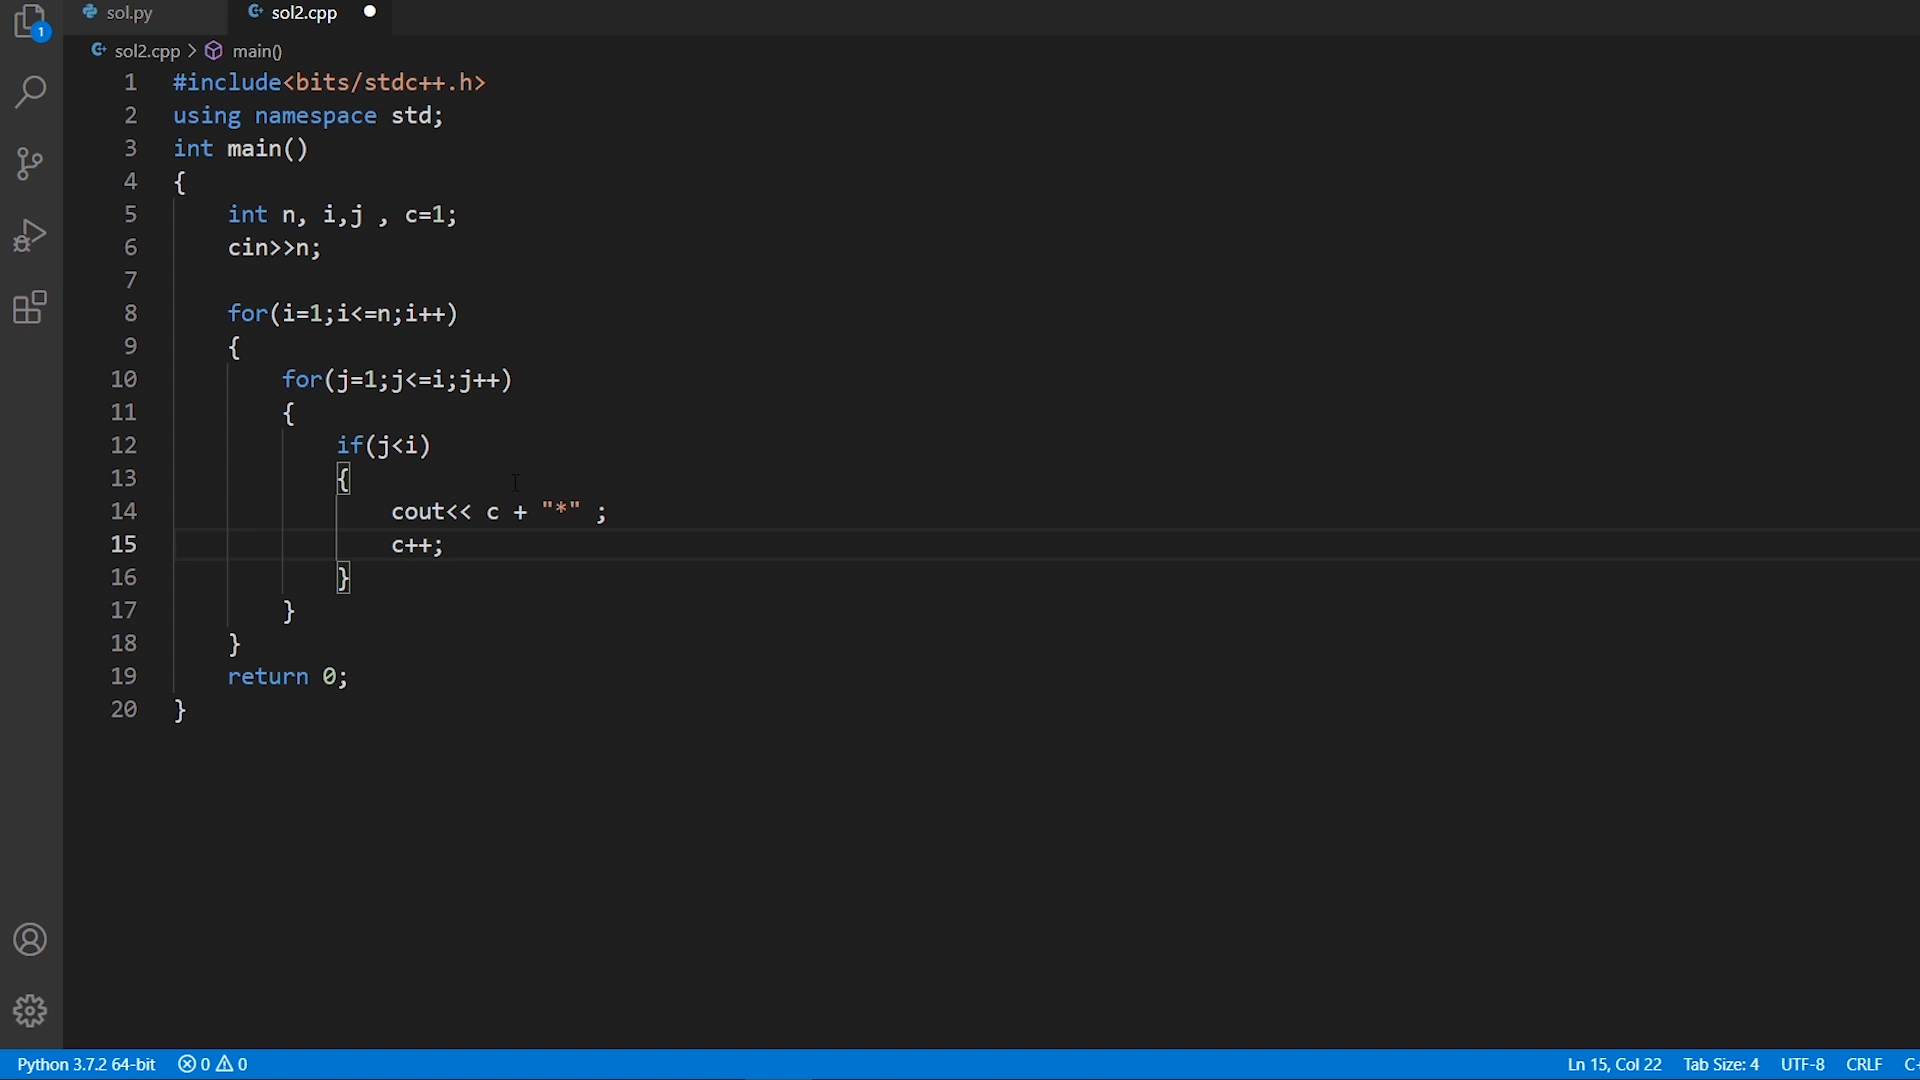 1
sol.py
sol2.cpp
sol2.cpp > main()
1 #include<bits/stdc++.h>
2 using namespace std;
3 int main()
4 {
5 int n, i,j , c=1;
6 cin>>n;
7
8 for(i=1;i<=n;i++)
9 {
10 for(j=1;j<=i;j++)
11 {
12 if(j<i)
13 {
14 cout<< c + "*" ;
15 c++;
16 }
17 }
18 }
19 return 0;
20 }
Python 3.7.2 64-bit 0 0 Ln 15, Col 22 Tab Size: 4 UTF-8 CRLF